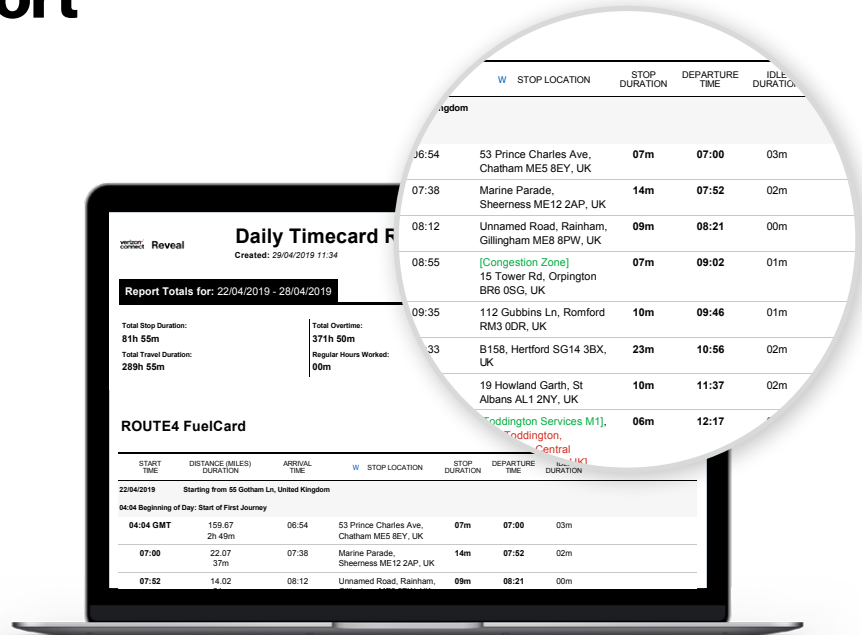 ort
W STOP LOCATION
STOP DURATION
DEPARTURE TIME
06:54 53 Prince Charles Ave, 07m 07:00 03m
Chatham ME5 8EY, UK
07:38 Marine Parade, 14m 07:52 02m
Sheerness ME12 2AP, UK
08:12 Unnamed Road, Rainham, 09m 08:21 00m
Gillingham ME8 8PW, UK
08:55 [Congestion Zone] 07m 09:02 01m
15 Tower Rd, Orpington
BR6 0SG, UK
09:35 112 Gubbins Ln, Romford 10m 09:46 01m
RM3 0DR, UK
33 B158, Hertford SG14 3BX, 23m 10:56 02m
UK
19 Howland Garth, St 10m 11:37 02m
Albans AL1 2NY, UK
Toddington Services M1], 06m 12:17
Toddington,
Central
UK]
verizon connect Reveal
Daily Timecard R
Created: 29/04/2019 11:34
Report Totals for: 22/04/2019 - 28/04/2019
Total Stop Duration: Total Overtime:
81h 55m 371h 50m
Total Travel Duration: Regular Hours Worked:
289h 55m 00m
ROUTE4 FuelCard
START TIME
DISTANCE (MILES) DURATION
ARRIVAL TIME
W STOP LOCATION
STOP DURATION
DEPARTURE TIME
DURATION
22/04/2019 Starting from 55 Gotham Ln, United Kingdom
04:04 Beginning of Day: Start of First Journey
04:04 GMT 159.67 06:54 53 Prince Charles Ave, 07m 07:00 03m
2h 49m Chatham ME5 8EY, UK
07:00 22.07 07:38 Marine Parade, 14m 07:52 02m
37m Sheerness ME12 2AP, UK
07:52 14.02 08:12 Unnamed Road, Rainham, 09m 08:21 00m